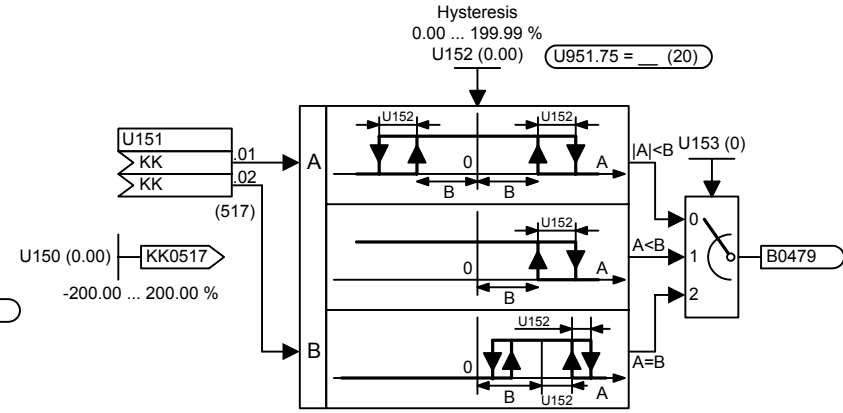 Hysteresis
0.00 ... 199.99 %
U152 (0.00)
U951.75 = __ (20)
U151
KK
.01
KK
.02
(517)
U150 (0.00)
KK0517
-200.00 ... 200.00 %
A
B
U152
U152
0
A
B
B
|A|<B
U152
0
A
B
A<B
U152
0
B
U152
A
A=B
U153 (0)
0
1
2
B0479